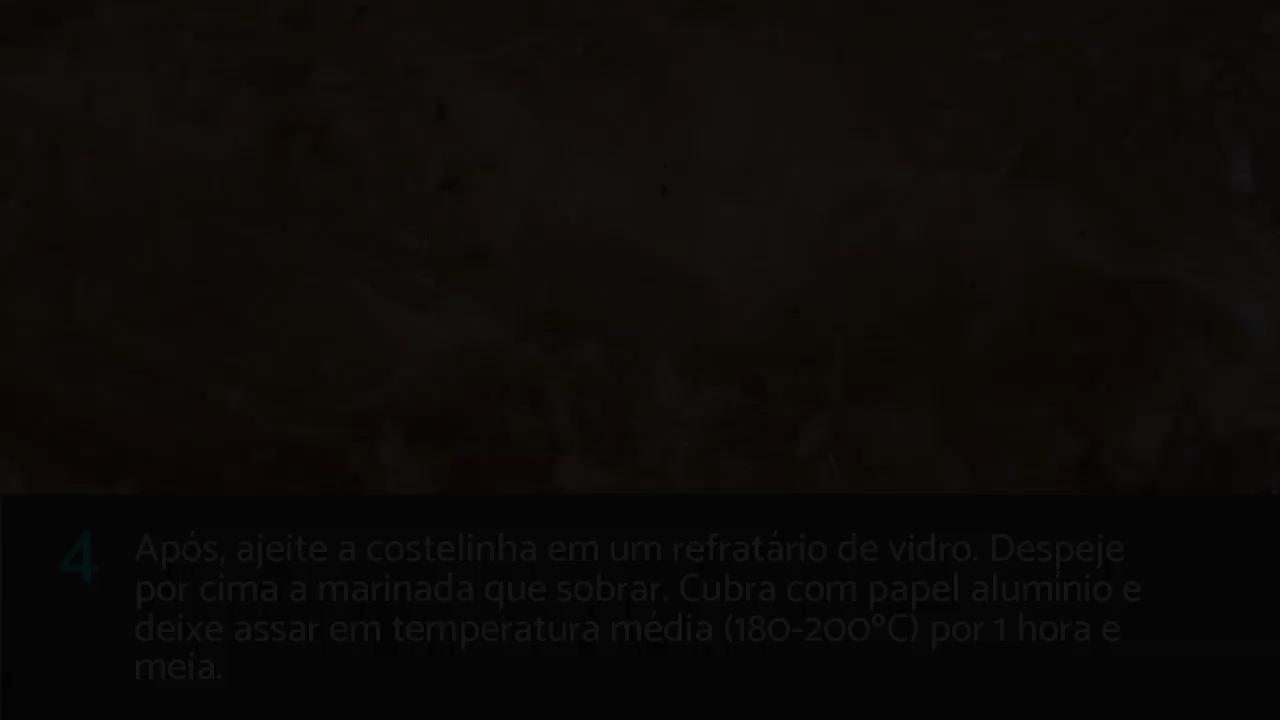 4
Após, ajeite a costelinha em um refratário de vidro. Despeje
por cima a marinada que sobrar. Cubra com papel alumínio e
deixe assar em temperatura média (180-200ºC) por 1 hora e
meia.